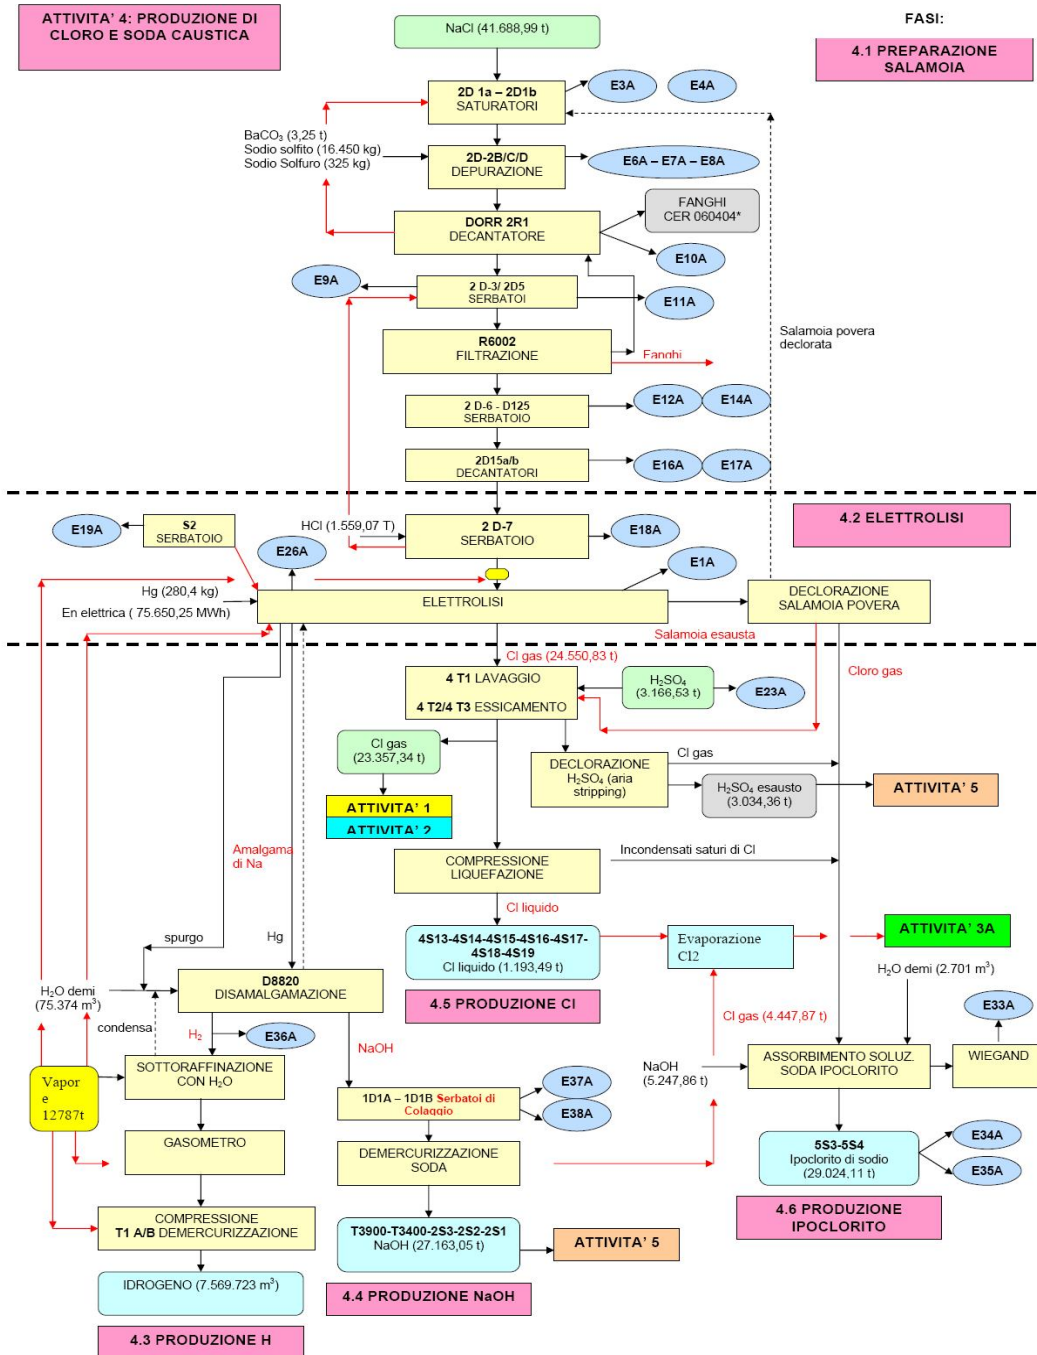 ATTIVITA' 4: PRODUZIONE DI
CLORO E SODA CAUSTICA
NaCl (41.688,99 t)
FASI:
4.1 PREPARAZIONE
SALAMOIA
2D 1a – 2D1b
SATURATORI
E3A
E4A
BaCO₃ (3,25 t)
Sodio solfito (16.450 kg)
Sodio Solfuro (325 kg)
2D-2B/C/D
DEPURAZIONE
E6A – E7A – E8A
FANGHI
CER 060404*
DORR 2R1
DECANTATORE
E10A
E9A
2 D-3/ 2D5
SERBATOI
E11A
Salamoia povera
declorata
R6002
FILTRAZIONE
Fanghi
2 D-6 - D125
SERBATOIO
E12A
E14A
2D15a/b
DECANTATORI
E16A
E17A
4.2 ELETTROLISI
E19A
S2
SERBATOIO
HCl (1.559,07 T)
2 D-7
SERBATOIO
E18A
E26A
E1A
Hg (280,4 kg)
En elettrica ( 75.650,25 MWh)
ELETTROLISI
DECLORAZIONE
SALAMOIA POVERA
Salamoia esausta
Cl gas (24.550,83 t)
Cloro gas
4 T1 LAVAGGIO
4 T2/4 T3 ESSICAMENTO
H₂SO₄
(3.166,53 t)
E23A
Cl gas
(23.357,34 t)
DECLORAZIONE
H₂SO₄ (aria
stripping)
Cl gas
H₂SO₄ esausto
(3.034,36 t)
ATTIVITA' 5
ATTIVITA' 1
ATTIVITA' 2
Amalgama
di Na
COMPRESSIONE
LIQUEFAZIONE
Incondensati saturi di Cl
Cl liquido
spurgo
Hg
4S13-4S14-4S15-4S16-4S17-
4S18-4S19
Cl liquido (1.193,49 t)
Evaporazione
Cl2
ATTIVITA' 3A
4.5 PRODUZIONE Cl
H₂O demi (2.701 m³)
H₂O demi
(75.374 m³)
D8820
DISAMALGAMAZIONE
Cl gas (4.447,87 t)
E33A
condensa
H₂
E36A
NaOH
SOTTORAFFINAZIONE
CON H₂O
NaOH
(5.247,86 t)
ASSORBIMENTO SOLUZ.
SODA IPOCLORITO
WIEGAND
Vapor
e
12787t
1D1A – 1D1B Serbatoi di
Colaggio
E37A
E38A
GASOMETRO
DEMERCURIZZAZIONE
SODA
5S3-5S4
Ipoclorito di sodio
(29.024,11 t)
E34A
E35A
COMPRESSIONE
T1 A/B DEMERCURIZZAZIONE
T3900-T3400-2S3-2S2-2S1
NaOH (27.163,05 t)
ATTIVITA' 5
4.6 PRODUZIONE
IPOCLORITO
IDROGENO (7.569.723 m³)
4.4 PRODUZIONE NaOH
4.3 PRODUZIONE H